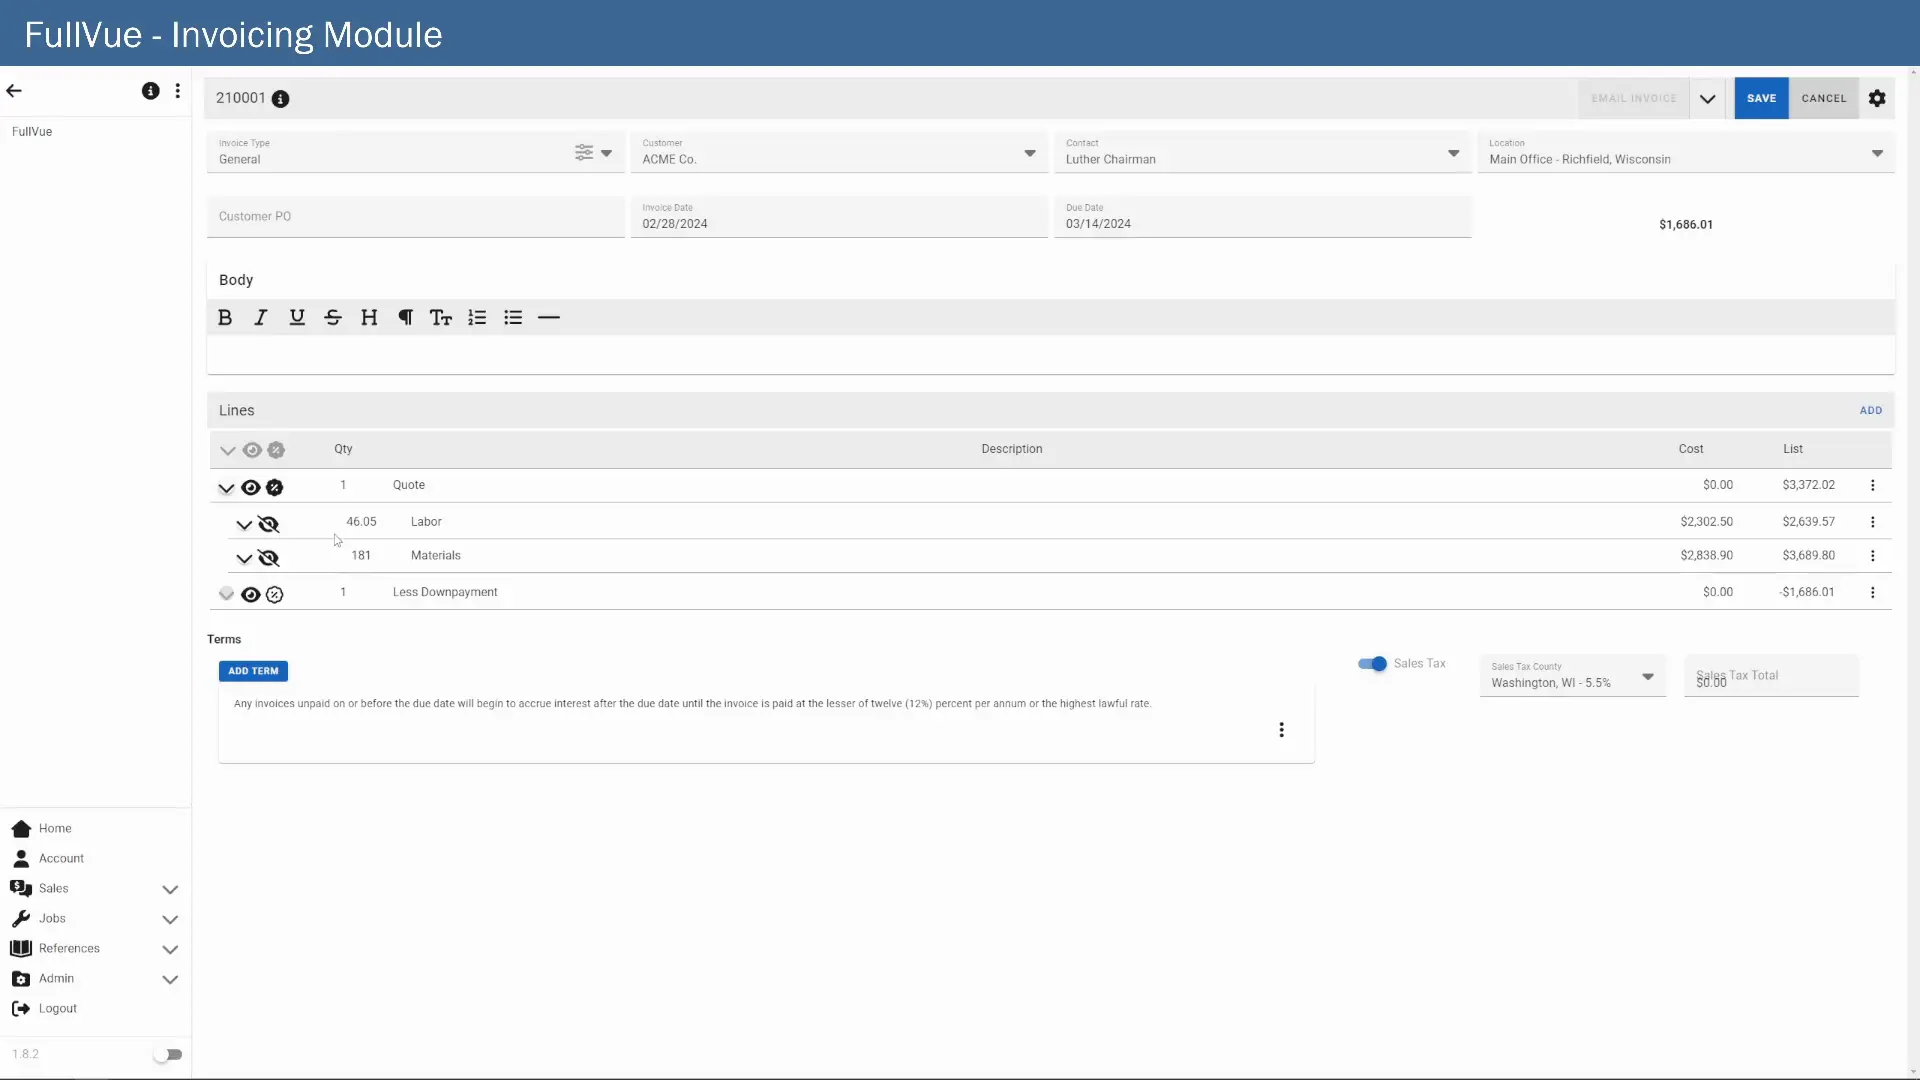 FullVue - Invoicing Module
FullVue
210001
EMAIL INVOICE
SAVE
CANCEL
Invoice Type
General
Customer
ACME Co.
Contact
Luther Chairman
Location
Main Office - Richfield, Wisconsin
Customer PO
Invoice Date
02/28/2024
Due Date
03/14/2024
$1,686.01
Body
Lines
ADD
Qty Description Cost List
1 Quote $0.00 $3,372.02
46.05 Labor $2,302.50 $2,639.57
181 Materials $2,838.90 $3,689.80
1 Less Downpayment $0.00 -$1,686.01
Terms
ADD TERM
Any invoices unpaid on or before the due date will begin to accrue interest after the due date until the invoice is paid at the lesser of twelve (12%) percent per annum or the highest lawful rate.
Sales Tax
Sales Tax County
Washington, WI - 5.5%
Sales Tax Total
$0.00
Home
Account
Sales
Jobs
References
Admin
Logout
1.8.2